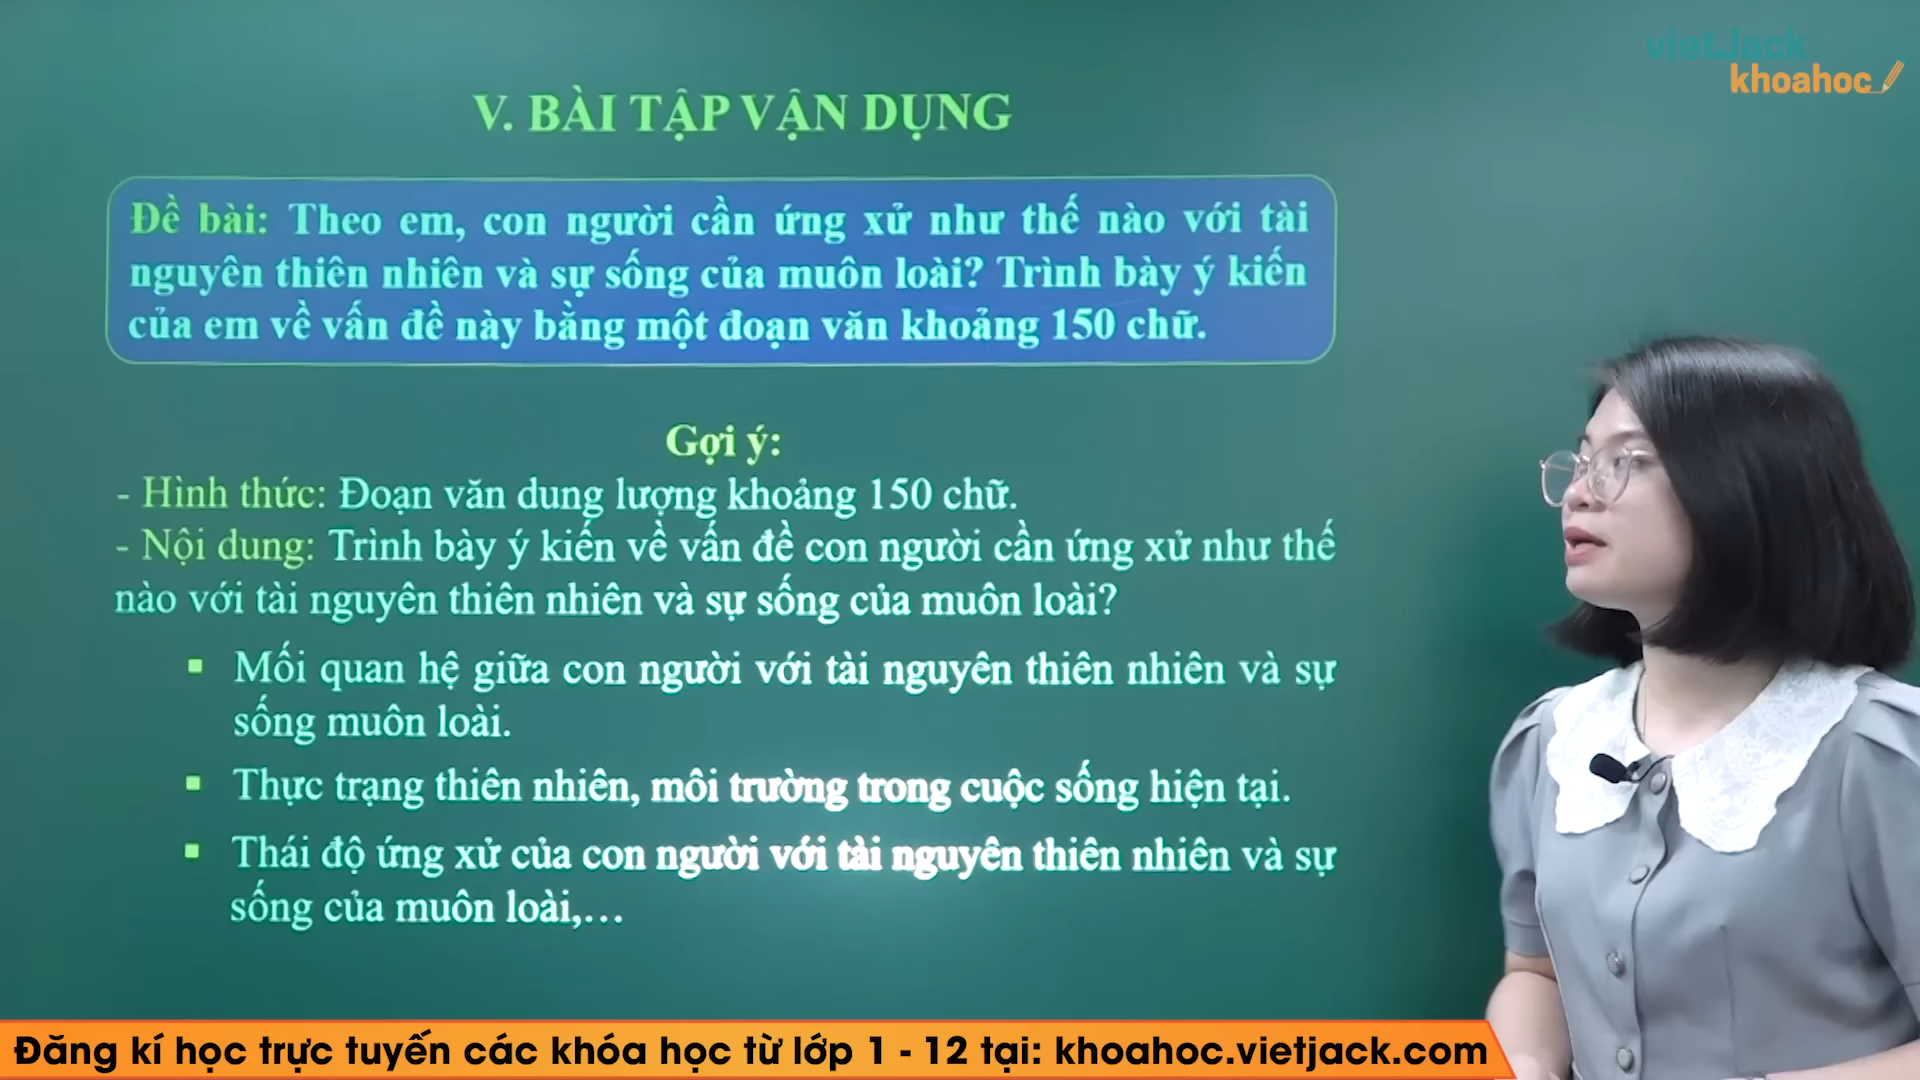 vietJack
khoahoc
V. BÀI TẬP VẬN DỤNG
Đề bài: Theo em, con người cần ứng xử như thế nào với tài
nguyên thiên nhiên và sự sống của muôn loài? Trình bày ý kiến
của em về vấn đề này bằng một đoạn văn khoảng 150 chữ.
Gợi ý:
- Hình thức: Đoạn văn dung lượng khoảng 150 chữ.
- Nội dung: Trình bày ý kiến về vấn đề con người cần ứng xử như thế
nào với tài nguyên thiên nhiên và sự sống của muôn loài?
▪ Mối quan hệ giữa con người với tài nguyên thiên nhiên và sự
sống muôn loài.
▪ Thực trạng thiên nhiên, môi trường trong cuộc sống hiện tại.
▪ Thái độ ứng xử của con người với tài nguyên thiên nhiên và sự
sống của muôn loài,…
Đăng kí học trực tuyến các khóa học từ lớp 1 - 12 tại: khoahoc.vietjack.com